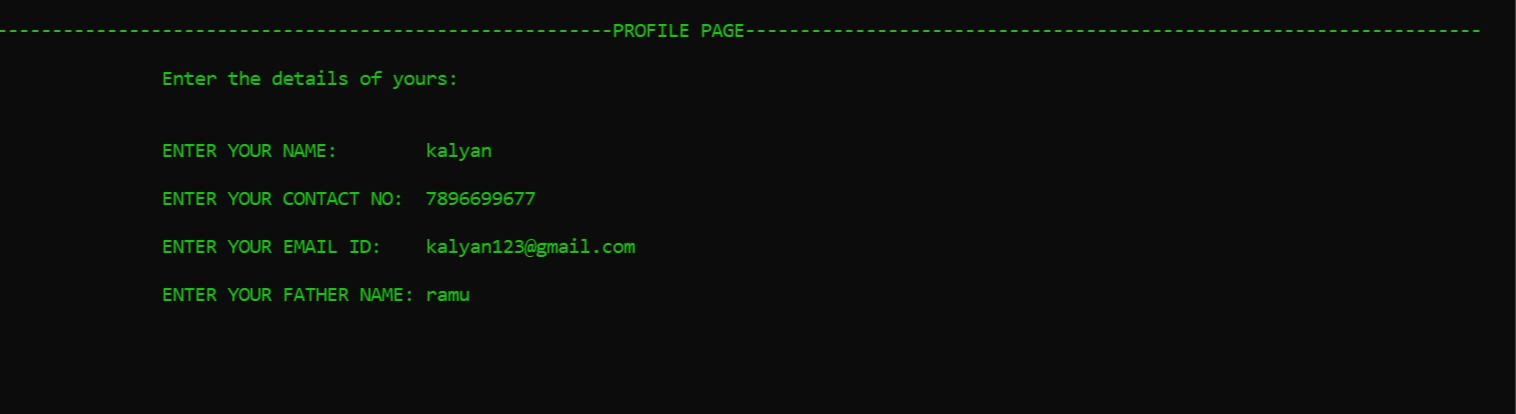 --------------------------------------------------------PROFILE PAGE-------------------------------------------------------------------
Enter the details of yours:
ENTER YOUR NAME:        kalyan
ENTER YOUR CONTACT NO:  7896699677
ENTER YOUR EMAIL ID:    kalyan123@gmail.com
ENTER YOUR FATHER NAME: ramu